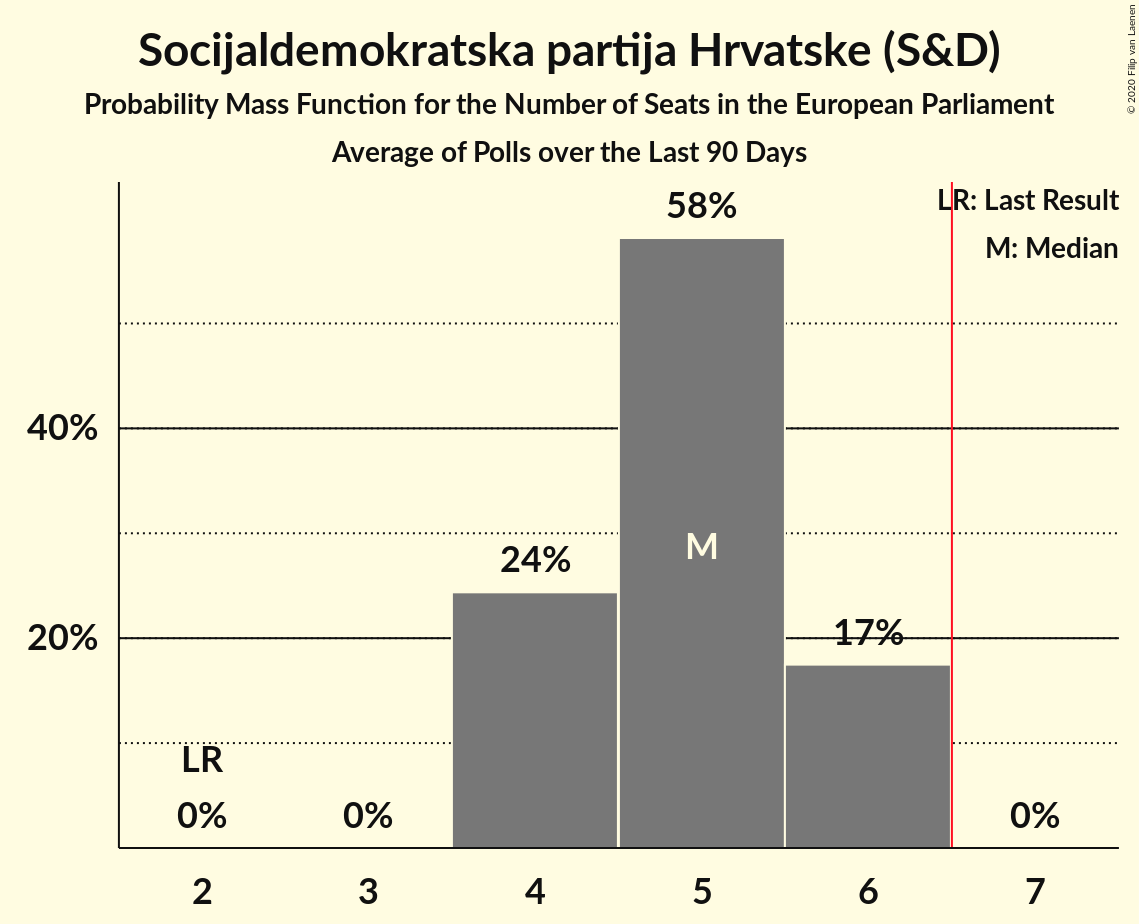 Socijaldemokratska partija Hrvatske (S&D)
Probability Mass Function for the Number of Seats in the European Parliament
Average of Polls over the Last 90 Days
© 2020 Filip van Laenen
LR: Last Result
M: Median
58%
40%
M
24%
20%
17%
LR
0%
0%
0%
2
3
4
5
6
7